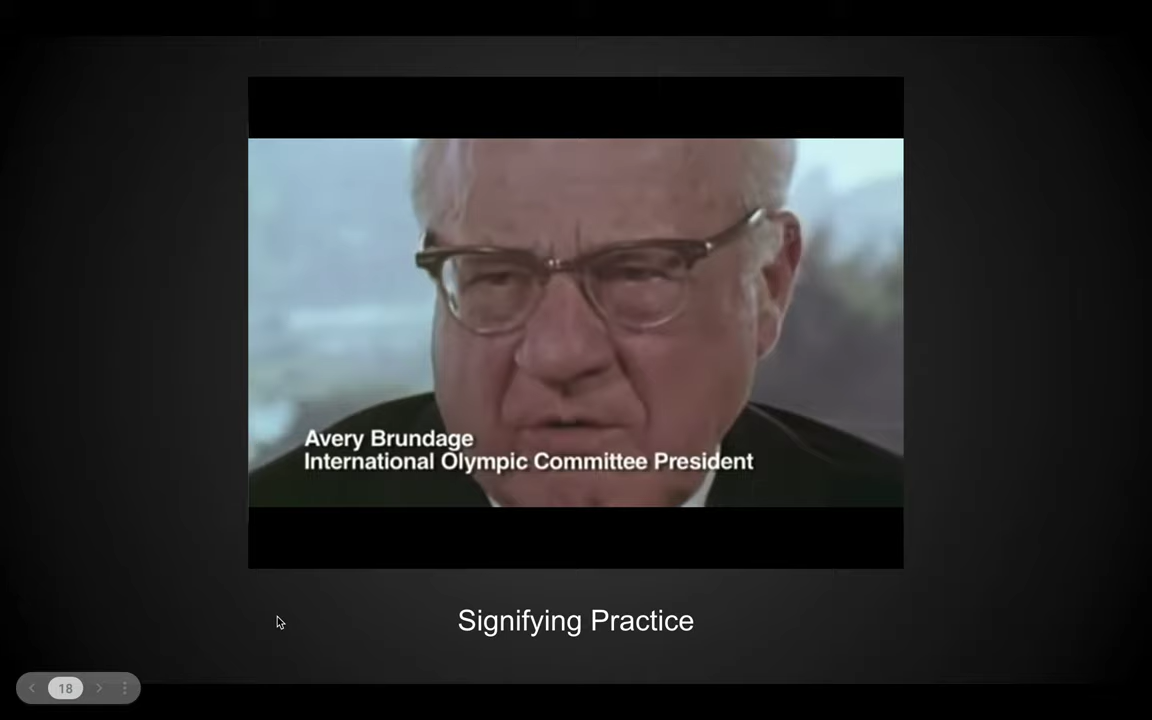 Avery Brundage
International Olympic Committee President
Signifying Practice
18